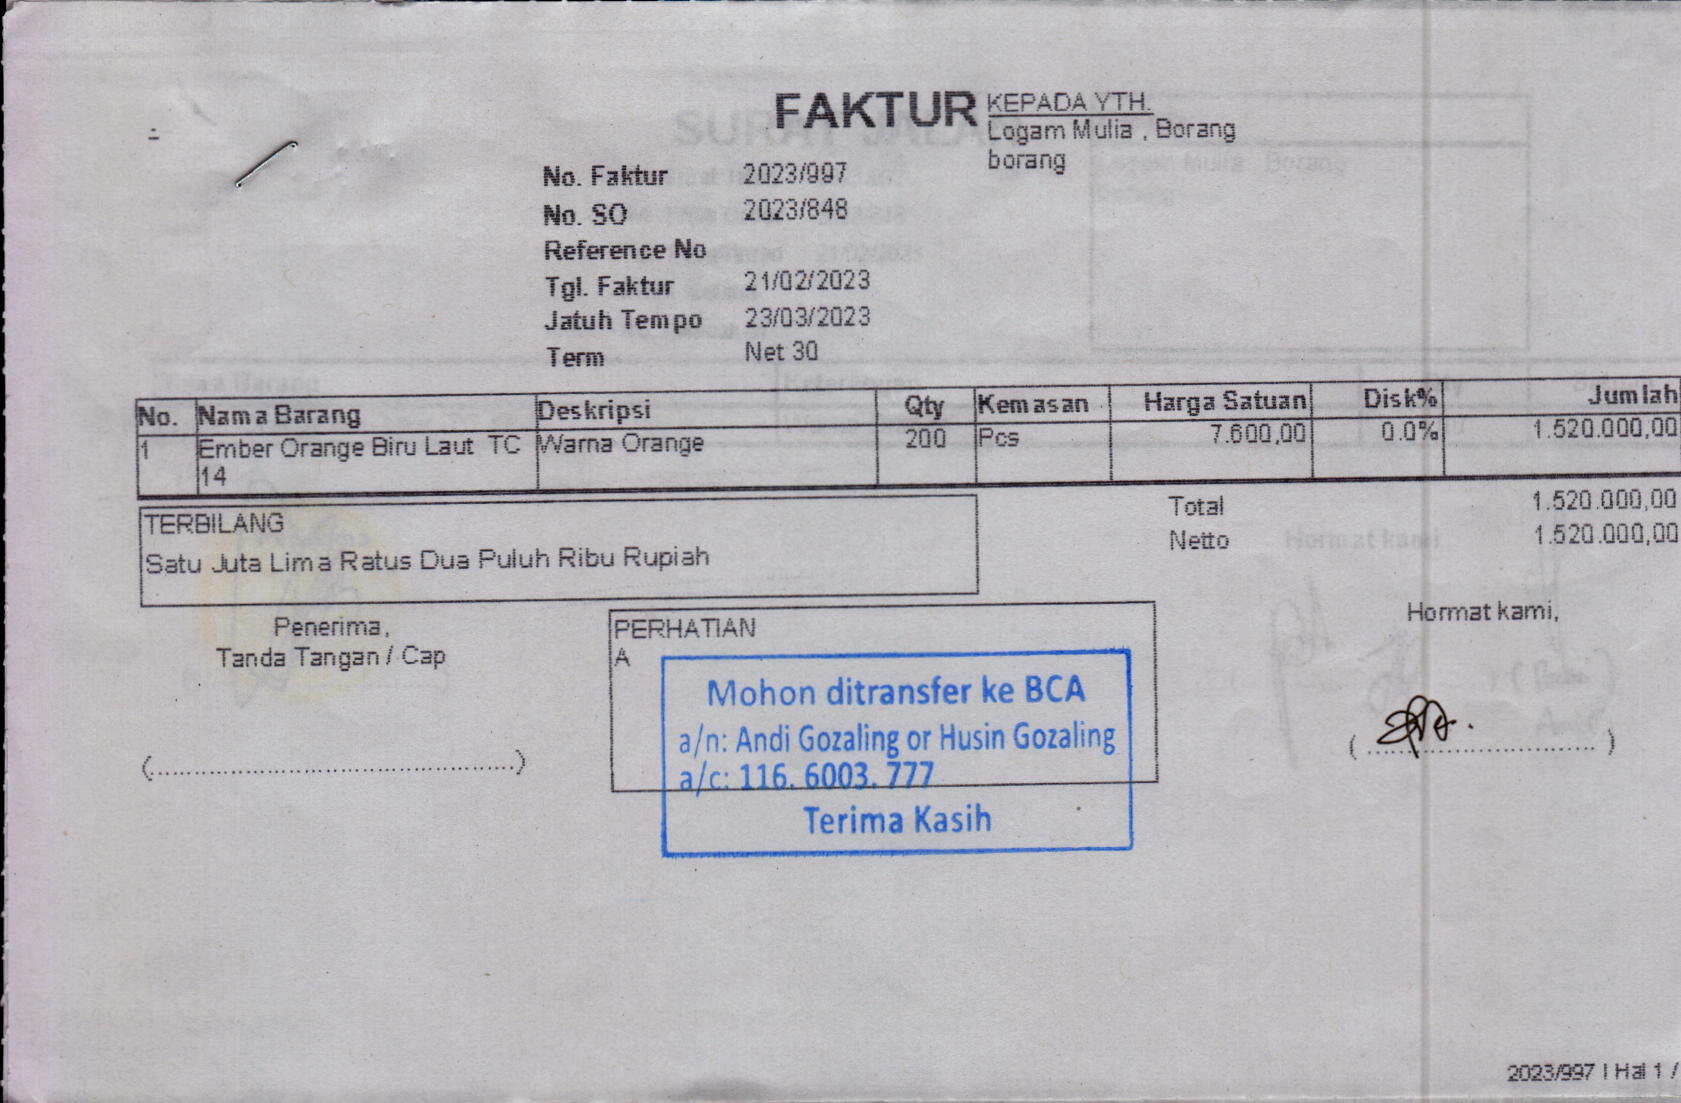 FAKTUR
KEPADA YTH.
Logam Mulia , Borang
borang
No. Faktur 2023/997
No. SO 2023/848
Reference No
Tgl. Faktur 21/02/2023
Jatuh Tempo 23/03/2023
Term Net 30
No. Nama Barang Deskripsi Qty Kemasan Harga Satuan Disk% Jumlah
1 Ember Orange Biru Laut TC Warna Orange 200 Pcs 7.600,00 0.0% 1.520.000,00
14
Total 1.520.000,00
Netto 1.520.000,00
TERBILANG
Satu Juta Lima Ratus Dua Puluh Ribu Rupiah
Penerima,
Tanda Tangan / Cap
(................................................)
PERHATIAN
A
Mohon ditransfer ke BCA
a/n: Andi Gozaling or Husin Gozaling
a/c: 116. 6003. 777
Terima Kasih
Hormat kami,
(................................)
2023/997 | Hal 1 /